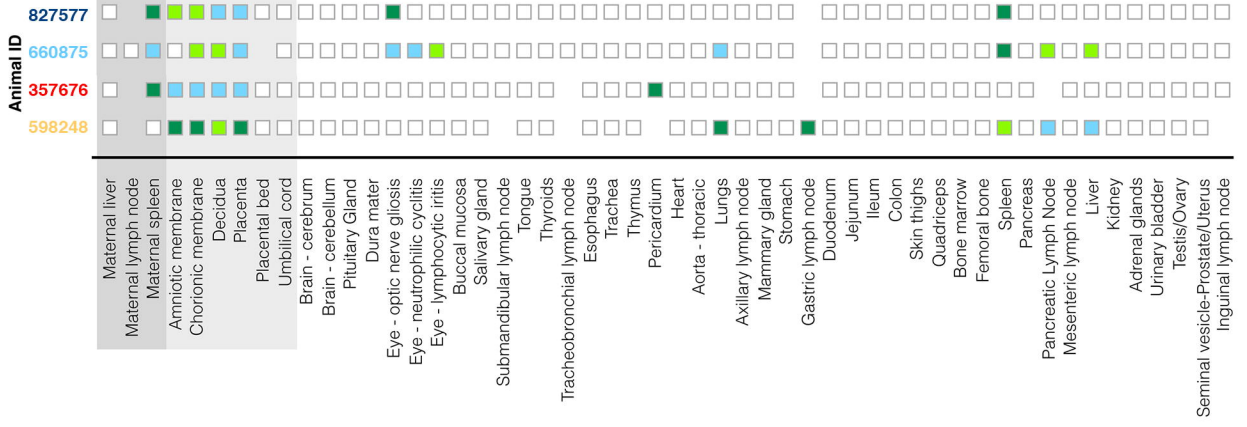 Animal ID
827577
660875
357676
598248
Maternal liver
Maternal lymph node
Maternal spleen
Amniotic membrane
Chorionic membrane
Decidua
Placenta
Placental bed
Umbilical cord
Brain - cerebrum
Brain - cerebellum
Pituitary Gland
Dura mater
Eye - optic nerve gliosis
Eye - neutrophilic cyclitis
Eye - lymphocytic iritis
Buccal mucosa
Salivary gland
Submandibular lymph node
Tongue
Thyroids
Tracheobronchial lymph node
Esophagus
Trachea
Thymus
Pericardium
Heart
Aorta - thoracic
Lungs
Axillary lymph node
Mammary gland
Stomach
Gastric lymph node
Duodenum
Jejunum
Ileum
Colon
Skin thighs
Quadriceps
Bone marrow
Femoral bone
Spleen
Pancreas
Pancreatic Lymph Node
Mesenteric lymph node
Liver
Kidney
Adrenal glands
Urinary bladder
Testis/Ovary
Seminal vesicle-Prostate/Uterus
Inguinal lymph node